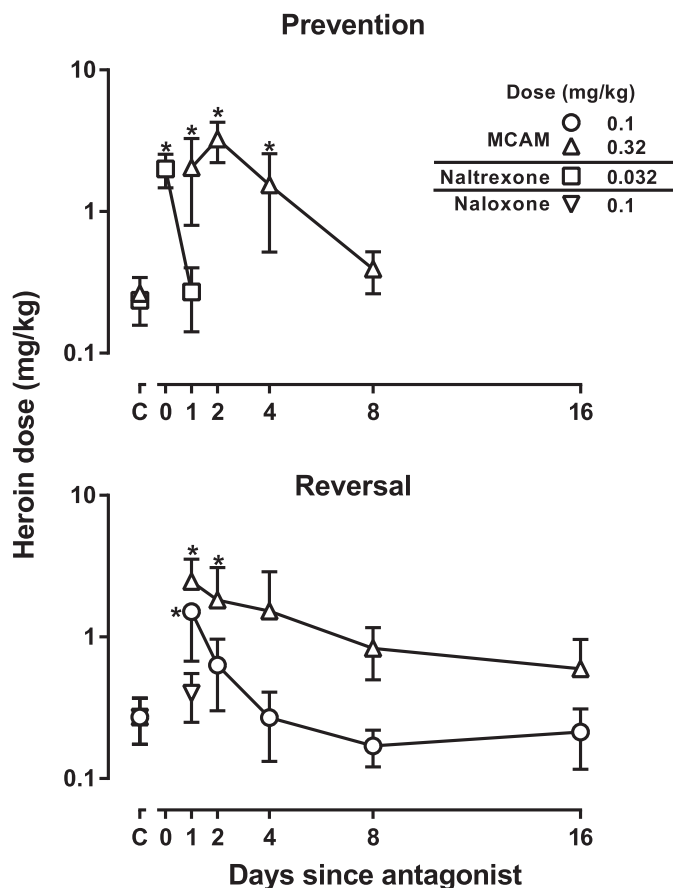 Prevention
Dose (mg/kg)
MCAM
0.1
0.32
Naltrexone 0.032
Naloxone 0.1
10
1
0.1
* * * *
C 0 1 2 4 8 16
Heroin dose (mg/kg)
Reversal
10
1
0.1
* * *
C 0 1 2 4 8 16
Days since antagonist